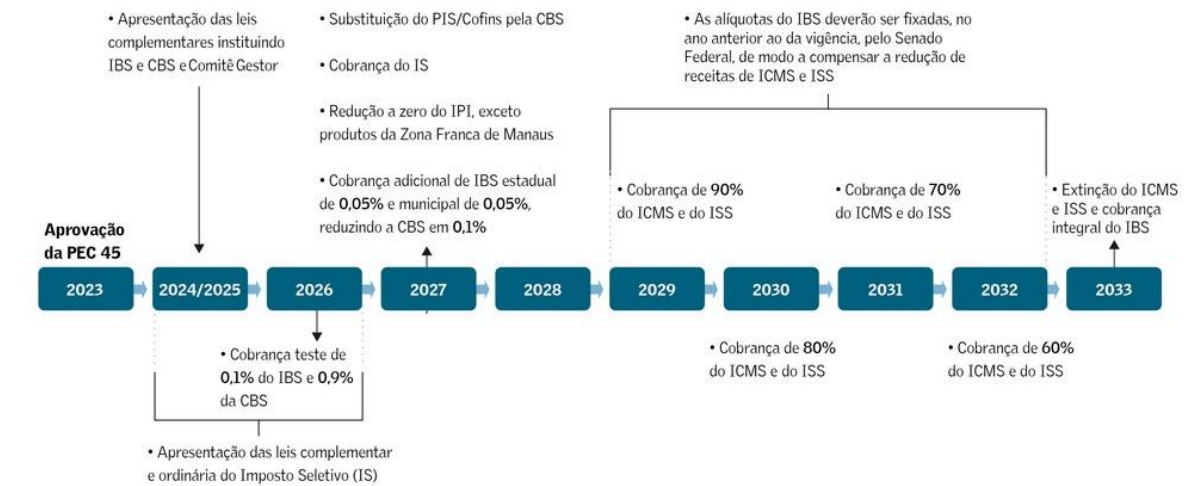 • Apresentação das leis
complementares instituindo
IBS e CBS e Comitê Gestor
• Substituição do PIS/Cofins pela CBS
• Cobrança do IS
• Redução a zero do IPI, exceto
produtos da Zona Franca de Manaus
• Cobrança adicional de IBS estadual
de 0,05% e municipal de 0,05%,
reduzindo a CBS em 0,1%
• As alíquotas do IBS deverão ser fixadas, no
ano anterior ao da vigência, pelo Senado
Federal, de modo a compensar a redução de
receitas de ICMS e ISS
• Cobrança de 90%
do ICMS e do ISS
• Cobrança de 70%
do ICMS e do ISS
• Extinção do ICMS
e ISS e cobrança
integral do IBS
Aprovação
da PEC 45
2023
2024/2025
2026
2027
2028
2029
2030
2031
2032
2033
• Cobrança teste de
0,1% do IBS e 0,9%
da CBS
• Cobrança de 80%
do ICMS e do ISS
• Cobrança de 60%
do ICMS e do ISS
• Apresentação das leis complementar
e ordinária do Imposto Seletivo (IS)